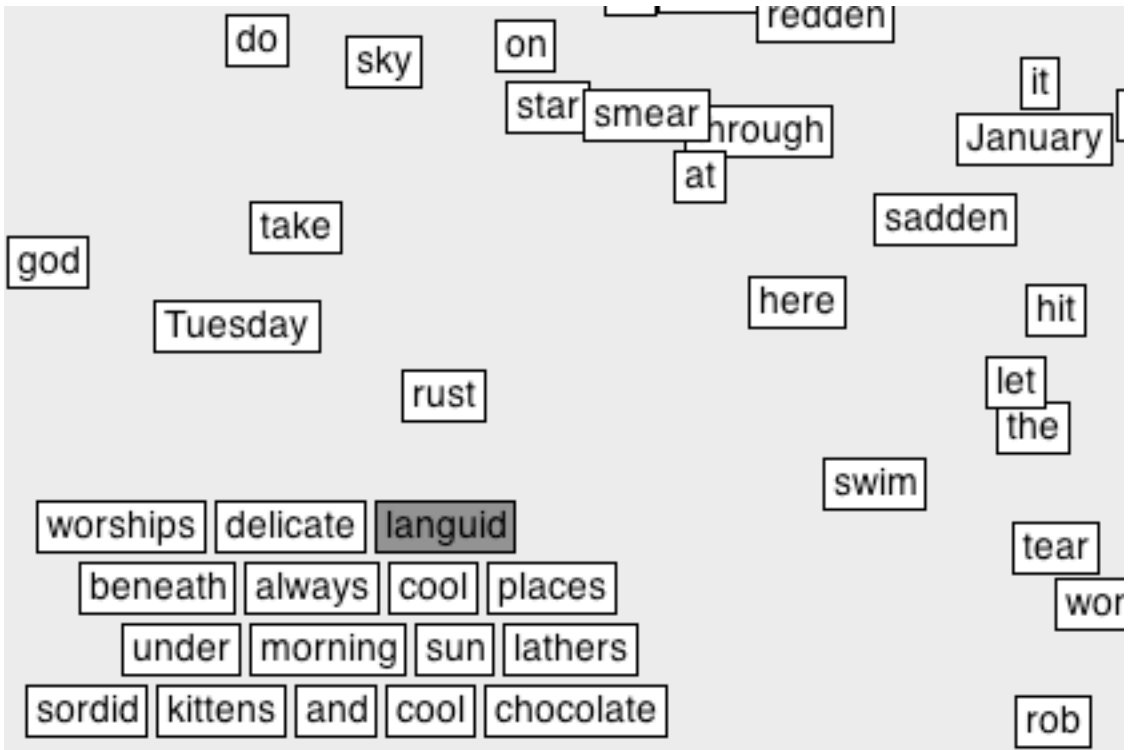 redden
do
sky
on
it
star smear
January
at
sadden
take
god
here
hit
Tuesday
let
rust
the
swim
worships delicate languid
tear
beneath always cool places
under morning sun lathers
sordid kittens and cool chocolate
rob